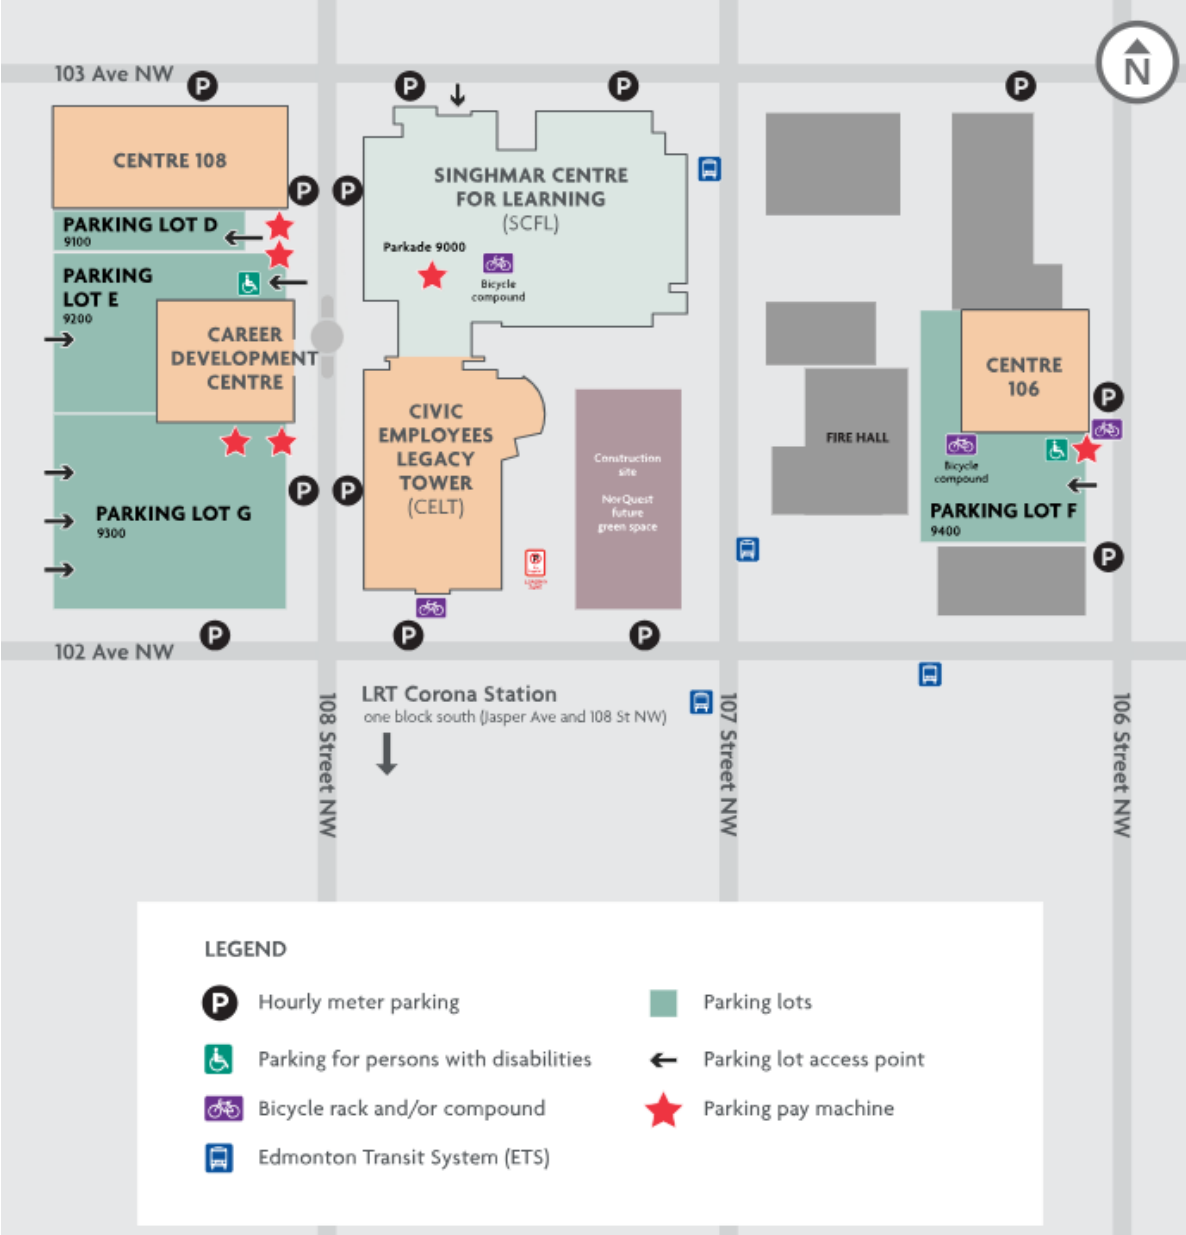 103 Ave NW
P
P
P
P
N
CENTRE 108
P
P
SINGHMAR CENTRE
FOR LEARNING
(SCFL)
PARKING LOT D
9100
Parkade 9000
Bicycle
compound
PARKING
LOT E
9200
CAREER
DEVELOPMENT
CENTRE
CENTRE
106
P
CIVIC
EMPLOYEES
LEGACY
TOWER
(CELT)
FIRE HALL
Construction
site
NorQuest
future
green space
Bicycle
compound
P
P
PARKING LOT G
9300
PARKING LOT F
9400
P
P
P
P
102 Ave NW
LRT Corona Station
one block south (Jasper Ave and 108 St NW)
108 Street NW
107 Street NW
106 Street NW
LEGEND
P Hourly meter parking
Parking for persons with disabilities
Bicycle rack and/or compound
Edmonton Transit System (ETS)
Parking lots
Parking lot access point
Parking pay machine